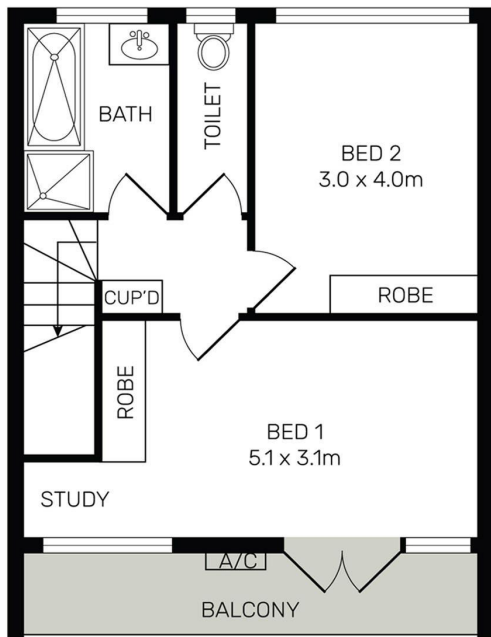 BATH
TOILET
BED 2
3.0 x 4.0m
ROBE
CUP'D
ROBE
BED 1
5.1 x 3.1m
STUDY
A/C
BALCONY